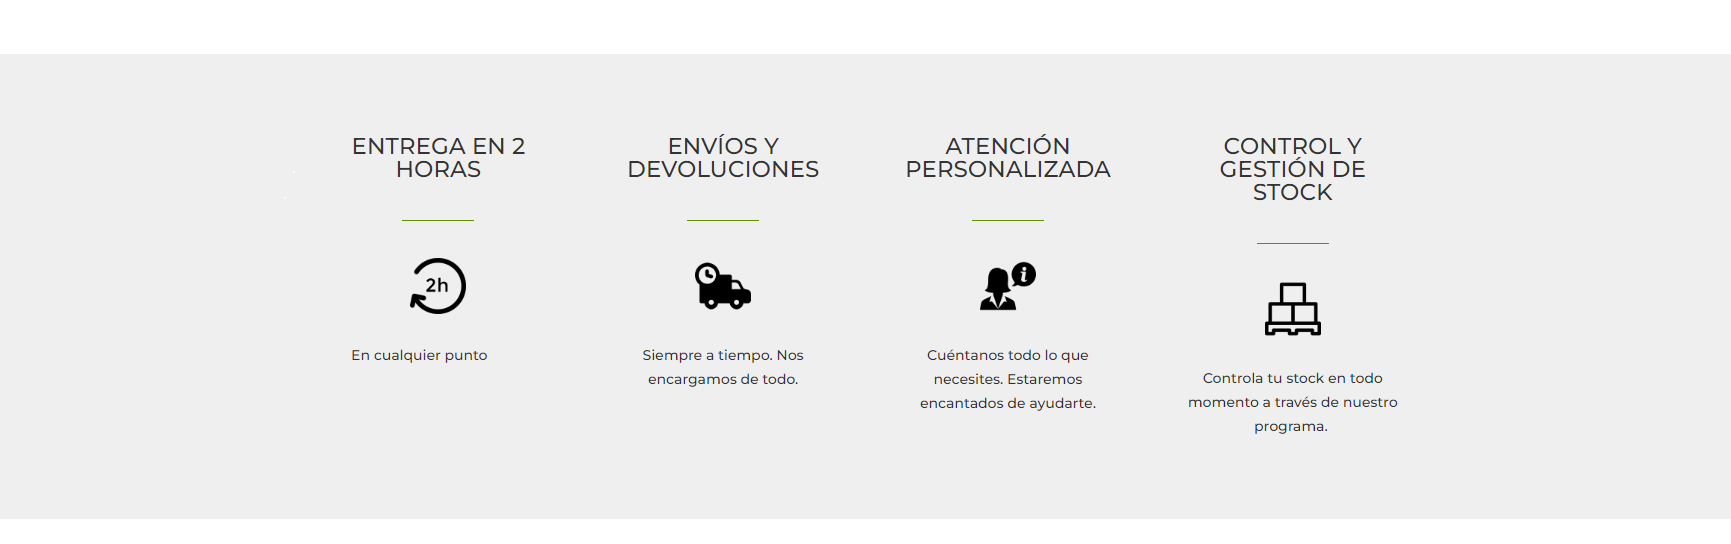 ENTREGA EN 2
HORAS
2h
En cualquier punto
ENVÍOS Y
DEVOLUCIONES
Siempre a tiempo. Nos
encargamos de todo.
ATENCIÓN
PERSONALIZADA
i
Cuéntanos todo lo que
necesites. Estaremos
encantados de ayudarte.
CONTROL Y
GESTIÓN DE
STOCK
Controla tu stock en todo
momento a través de nuestro
programa.